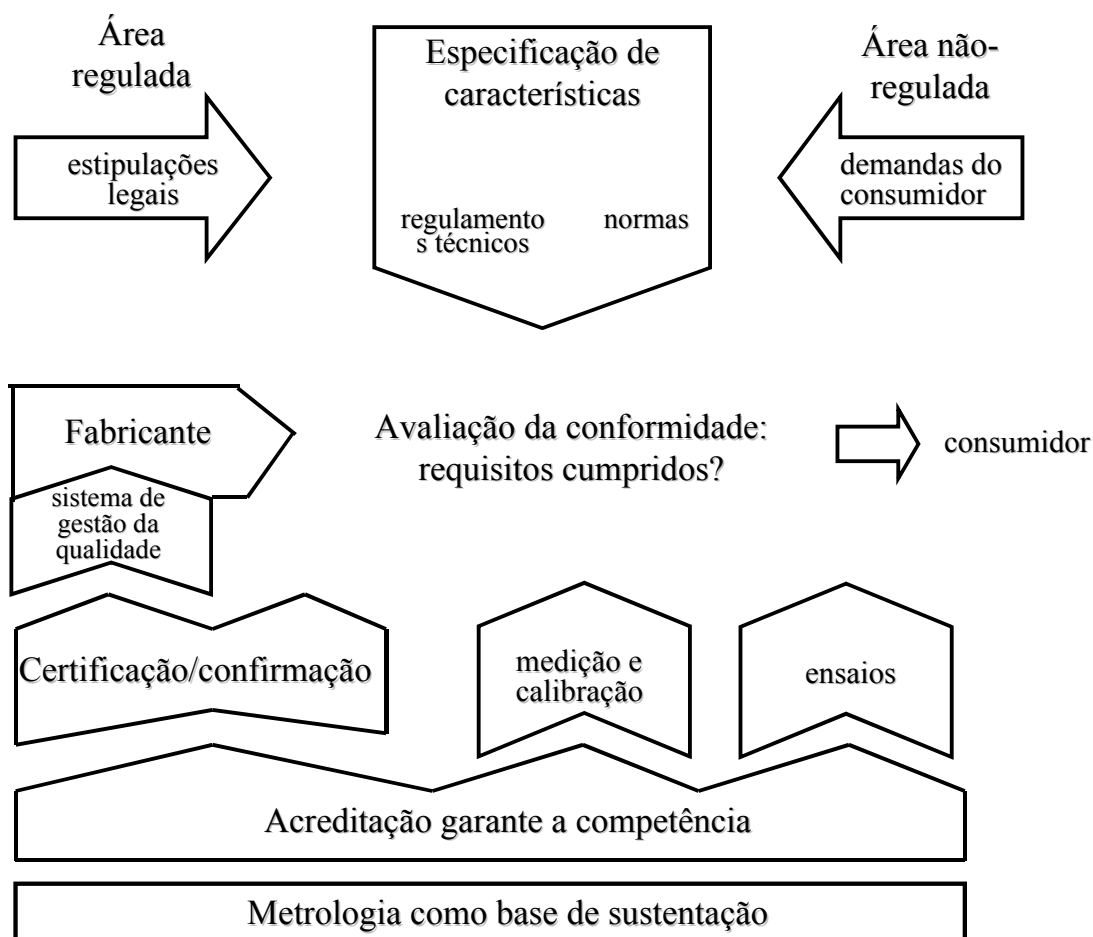 Área
regulada
Especificação de
características
Área não-
regulada
estipulações
legais
demandas do
consumidor
regulamento
s técnicos
normas
Fabricante
Avaliação da conformidade:
requisitos cumpridos?
consumidor
sistema de
gestão da
qualidade
Certificação/confirmação
medição e
calibração
ensaios
Acreditação garante a competência
Metrologia como base de sustentação